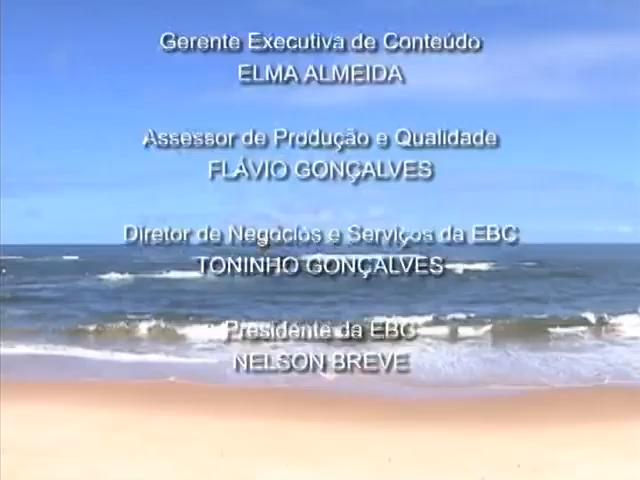 Gerente Executiva de Conteúdo
ELMA ALMEIDA
Assessor de Produção e Qualidade
FLÁVIO GONÇALVES
Diretor de Negócios e Serviços da EBC
TONINHO GONÇALVES
Presidente da EBC
NELSON BREVE